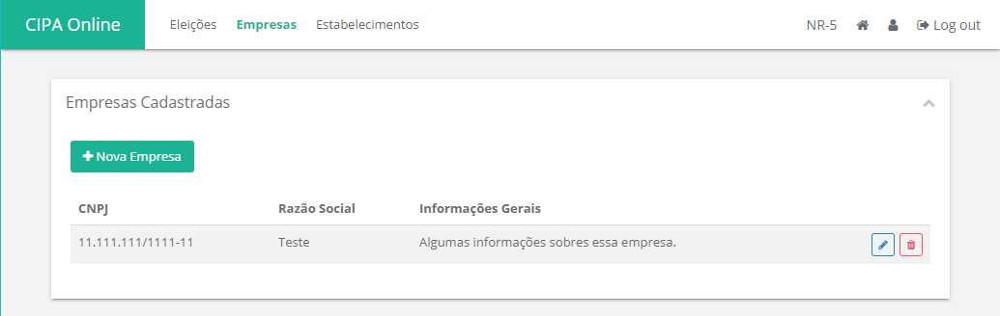 CIPA Online Eleições Empresas Estabelecimentos NR-5 Log out
Empresas Cadastradas
Nova Empresa
CNPJ Razão Social Informações Gerais
11.111.111/1111-11 Teste Algumas informações sobres essa empresa.